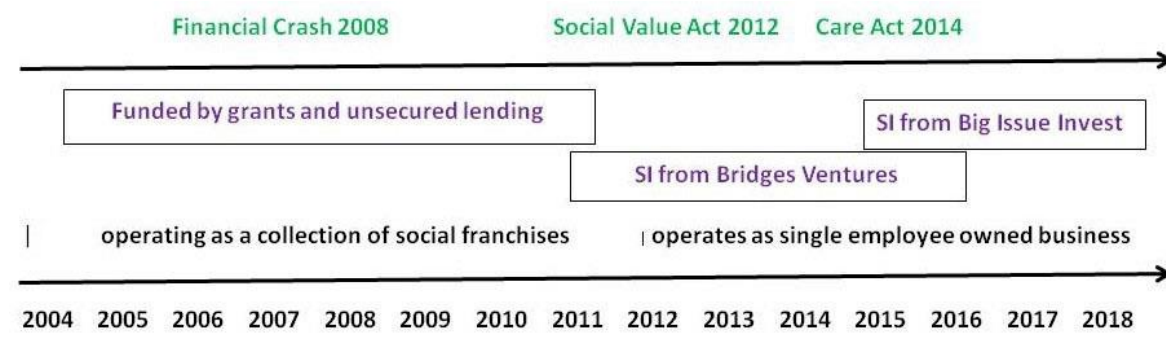 Financial Crash 2008 Social Value Act 2012 Care Act 2014
Funded by grants and unsecured lending
SI from Big Issue Invest
SI from Bridges Ventures
operating as a collection of social franchises operates as single employee owned business
2004 2005 2006 2007 2008 2009 2010 2011 2012 2013 2014 2015 2016 2017 2018